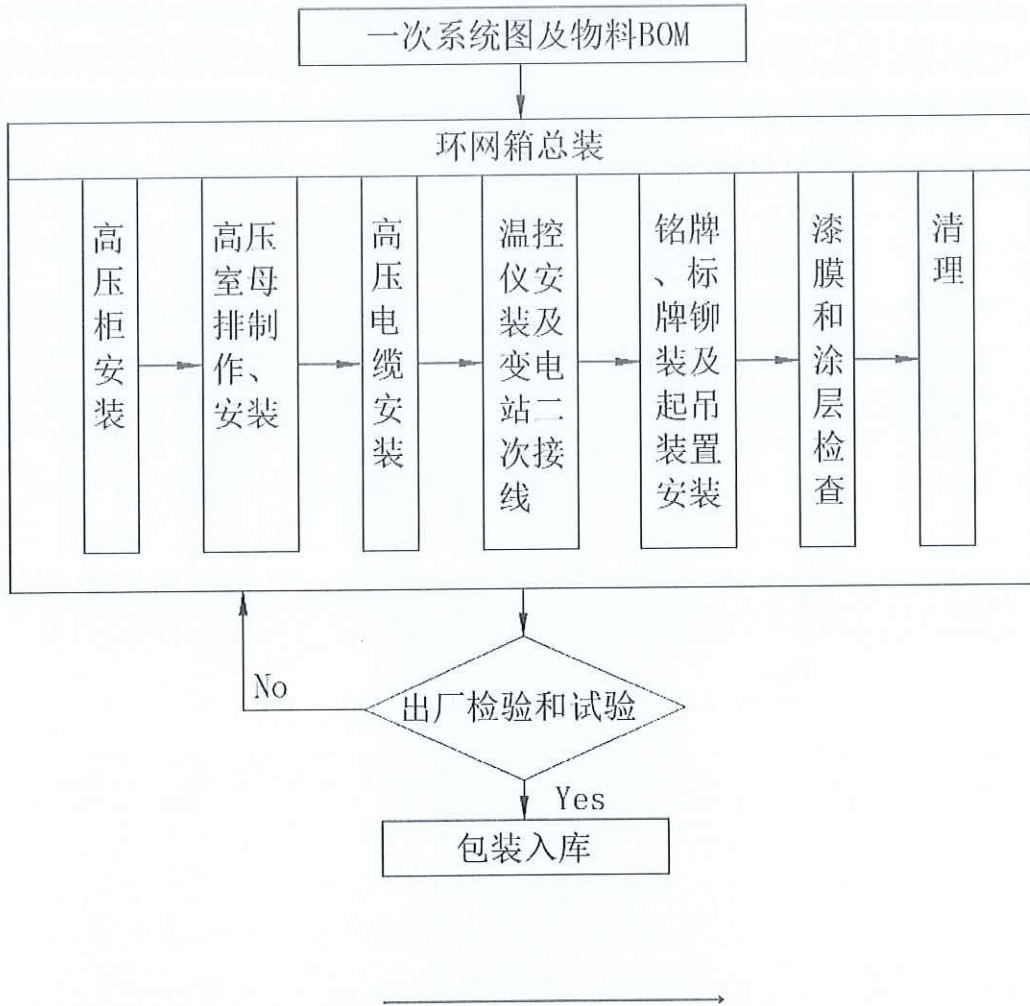 一次系统图及物料BOM
环网箱总装
高压柜安装
高压
室母
排制
作、
安装
高压电缆安装
温控
仪安
装及
变电
站二
次接
线
铭牌
、标
牌铆
装及
起吊
装置
安装
漆膜和涂层检查
清理
出厂检验和试验
No
Yes
包装入库